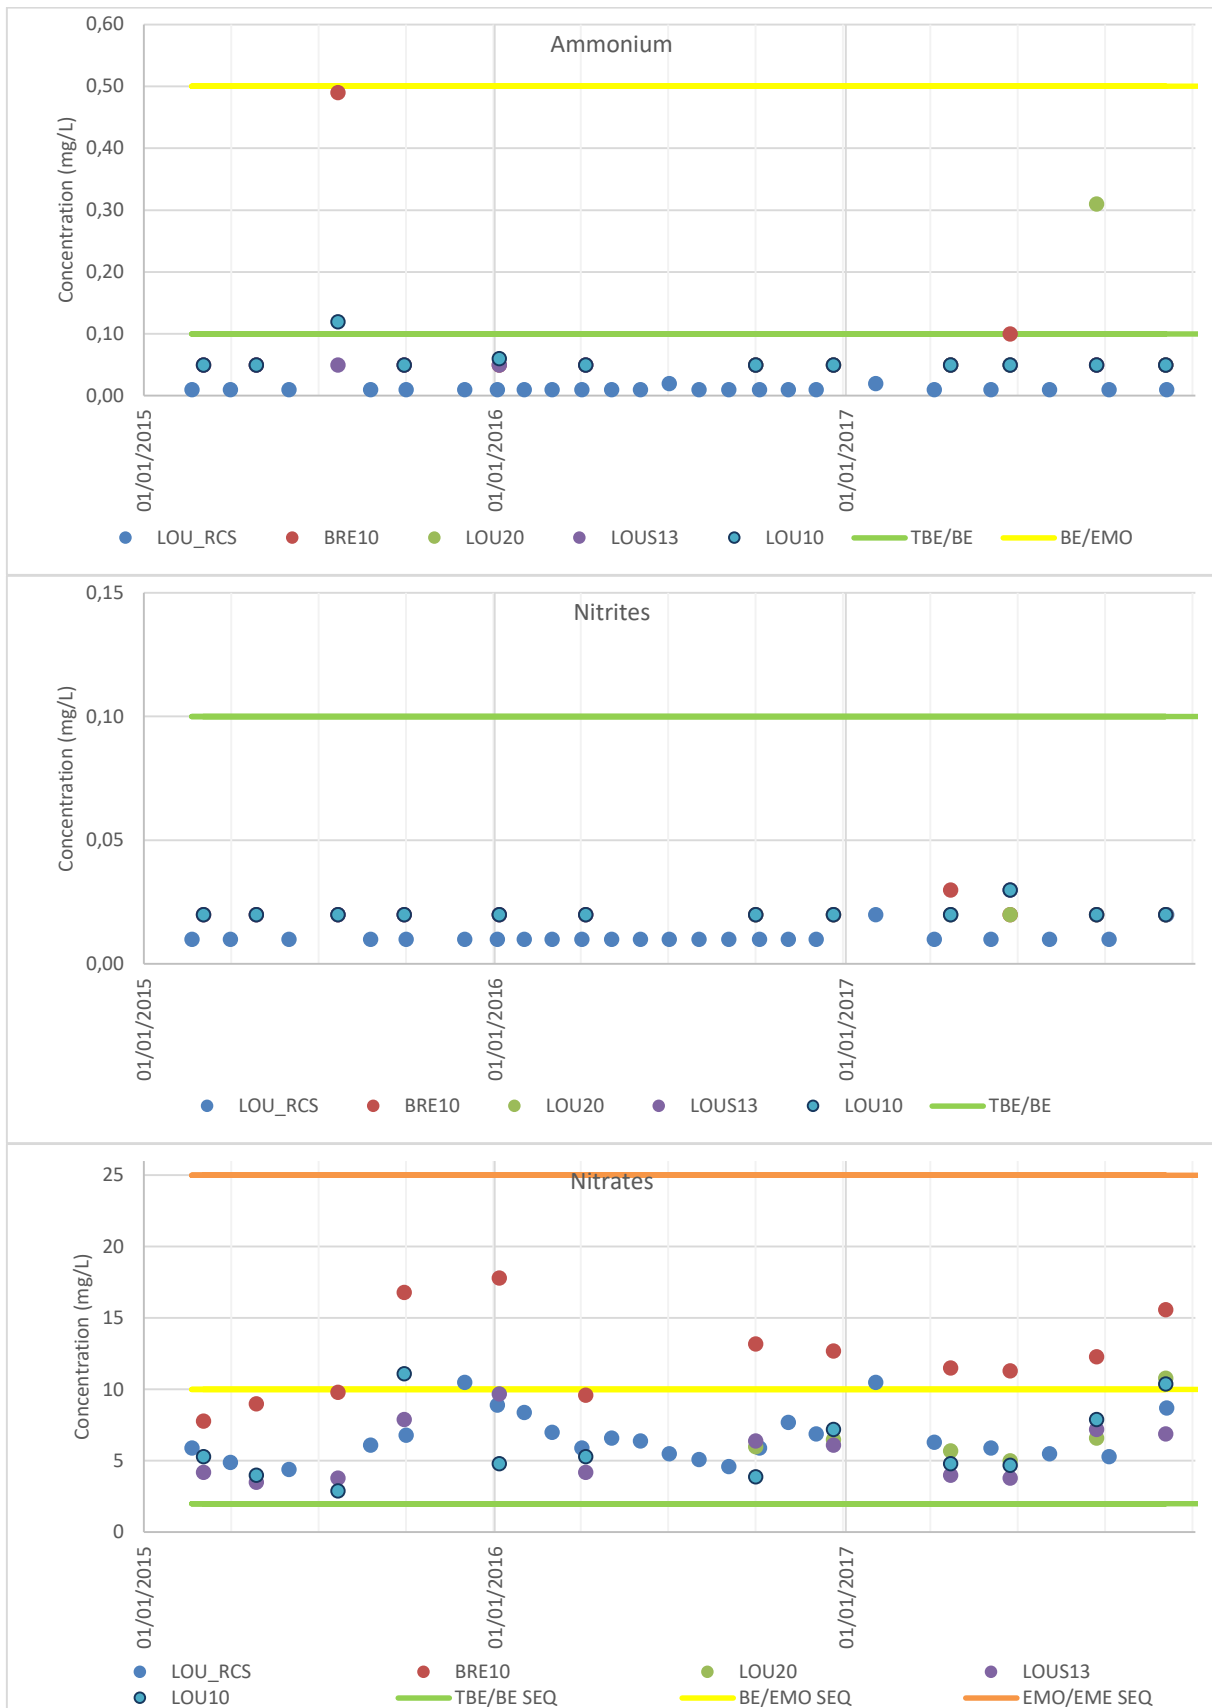 Ammonium
Concentration (mg/L)
0,60
0,50
0,40
0,30
0,20
0,10
0,00
01/01/2015
01/01/2016
01/01/2017
LOU_RCS BRE10 LOU20 LOUS13 LOU10 TBE/BE BE/EMO
Nitrites
Concentration (mg/L)
0,15
0,10
0,05
0,00
01/01/2015
01/01/2016
01/01/2017
LOU_RCS BRE10 LOU20 LOUS13 LOU10 TBE/BE
Nitrates
Concentration (mg/L)
25
20
15
10
5
0
01/01/2015
01/01/2016
01/01/2017
LOU_RCS BRE10 LOU20 LOUS13
LOU10 TBE/BE SEQ BE/EMO SEQ EMO/EME SEQ